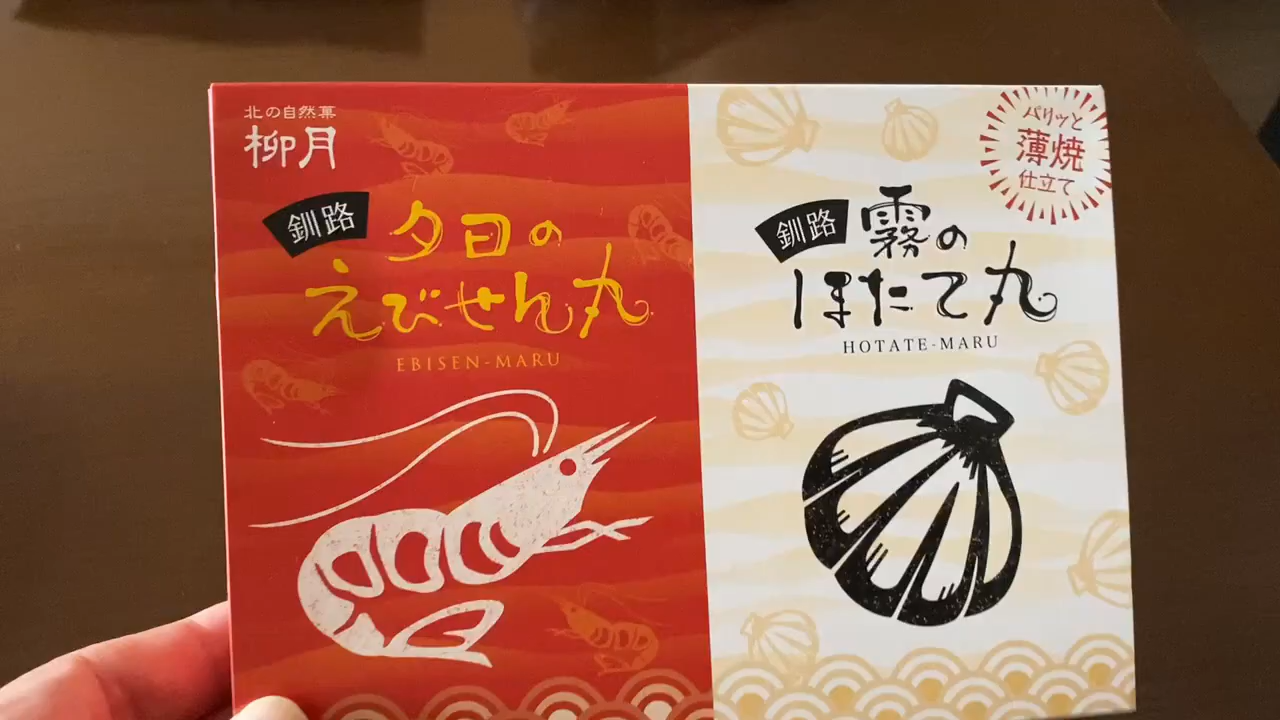 北の自然菓
柳月
釧路
夕日の
えびせん丸
EBISEN-MARU
パリッと
薄焼
仕立て
釧路
霧の
ほたて丸
HOTATE-MARU